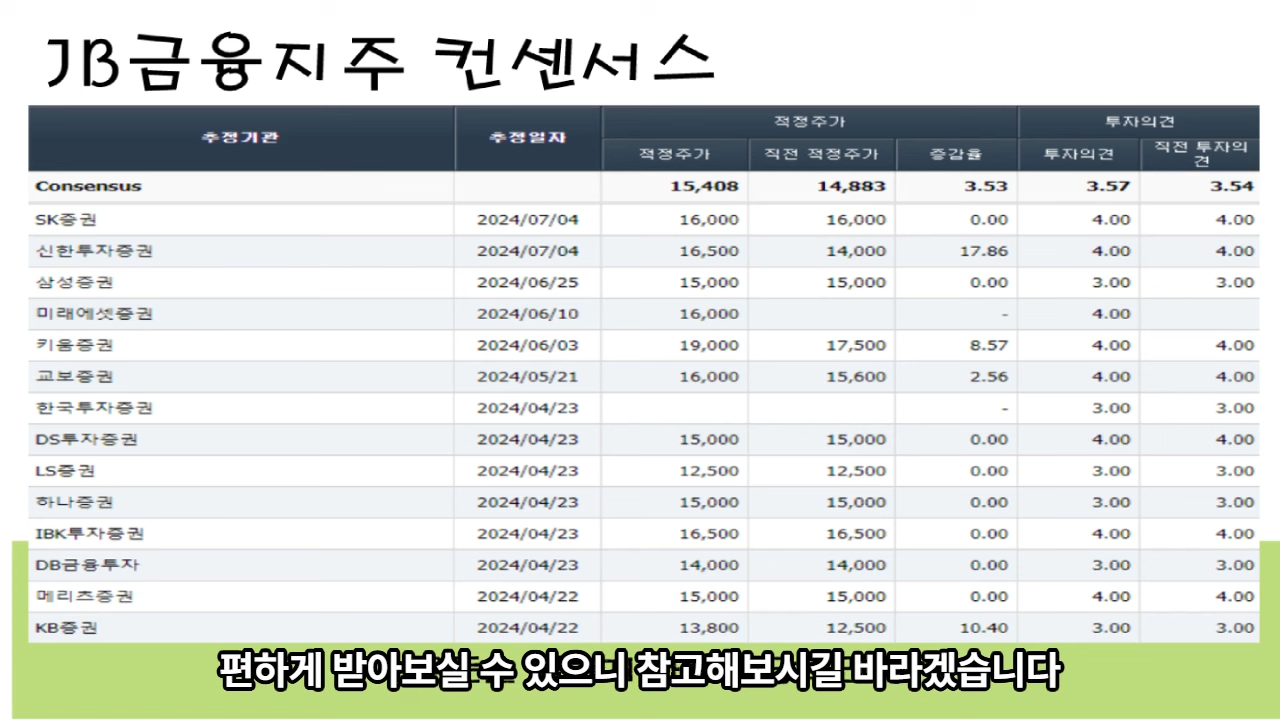 JB금융지주 컨센서스
추정기관 추정일자 적정주가 투자의견
적정주가 직전 적정주가 증감율 투자의견 직전 투자의견
Consensus 15,408 14,883 3.53 3.57 3.54
SK증권 2024/07/04 16,000 16,000 0.00 4.00 4.00
신한투자증권 2024/07/04 16,500 14,000 17.86 4.00 4.00
삼성증권 2024/06/25 15,000 15,000 0.00 3.00 3.00
미래에셋증권 2024/06/10 16,000 - 4.00
키움증권 2024/06/03 19,000 17,500 8.57 4.00 4.00
교보증권 2024/05/21 16,000 15,600 2.56 4.00 4.00
한국투자증권 2024/04/23 - 3.00 3.00
DS투자증권 2024/04/23 15,000 15,000 0.00 4.00 4.00
LS증권 2024/04/23 12,500 12,500 0.00 3.00 3.00
하나증권 2024/04/23 15,000 15,000 0.00 3.00 3.00
IBK투자증권 2024/04/23 16,500 16,500 0.00 4.00 4.00
DB금융투자 2024/04/23 14,000 14,000 0.00 3.00 3.00
메리츠증권 2024/04/22 15,000 15,000 0.00 4.00 4.00
KB증권 2024/04/22 13,800 12,500 10.40 3.00 3.00
편하게 받아보실 수 있으니 참고해보시길 바라겠습니다